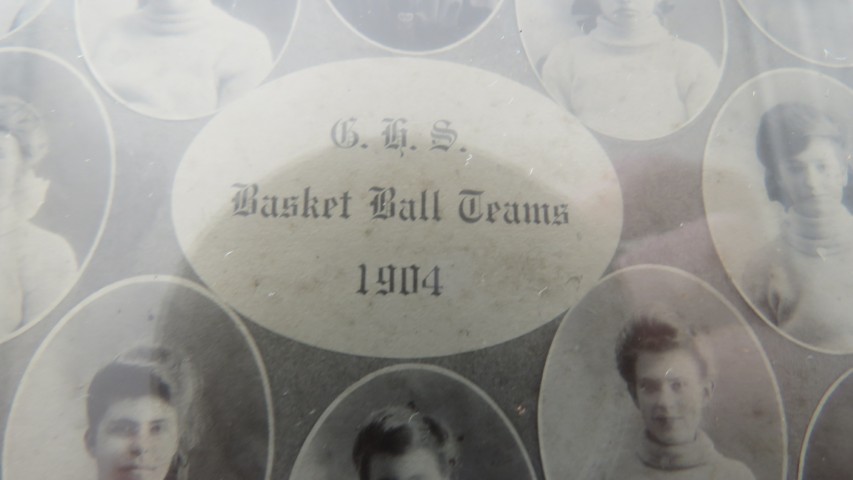 G. H. S.
Basket Ball Teams
1904